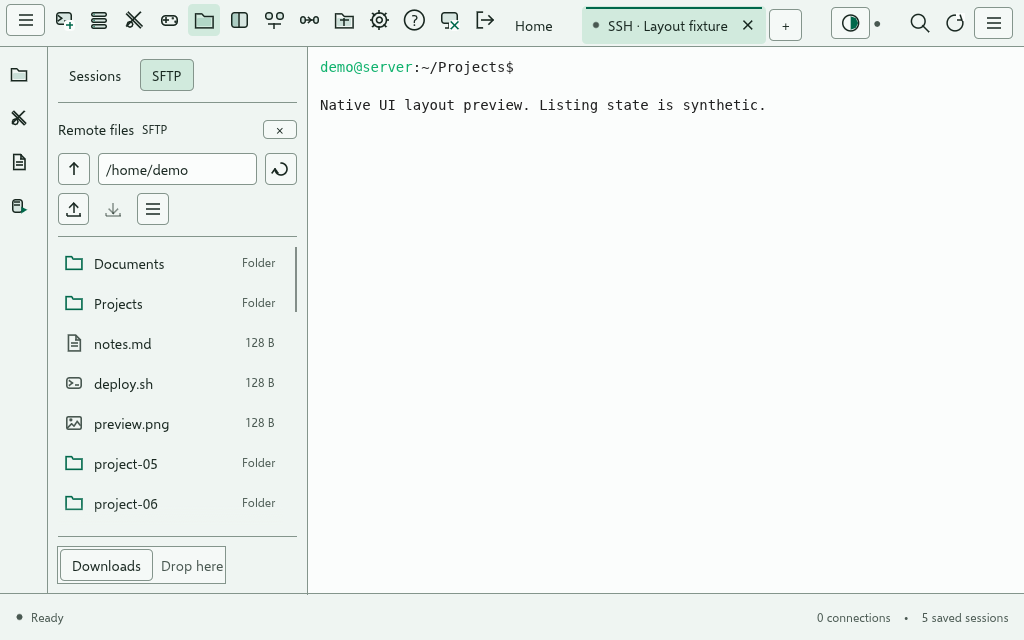 Home
SSH · Layout fixture
Sessions
SFTP
demo@server:~/Projects$
Native UI layout preview. Listing state is synthetic.
Remote files SFTP
/home/demo
Documents Folder
Projects Folder
notes.md 128 B
deploy.sh 128 B
preview.png 128 B
project-05 Folder
project-06 Folder
Downloads Drop here
Ready
0 connections • 5 saved sessions